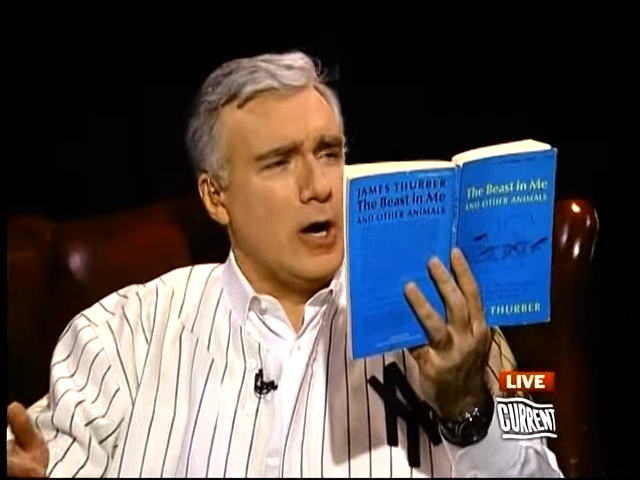 JAMES THURBER
The Beast in Me
AND OTHER ANIMALS
The Beast in Me
AND OTHER ANIMALS
THURBER
LIVE
CURRENT